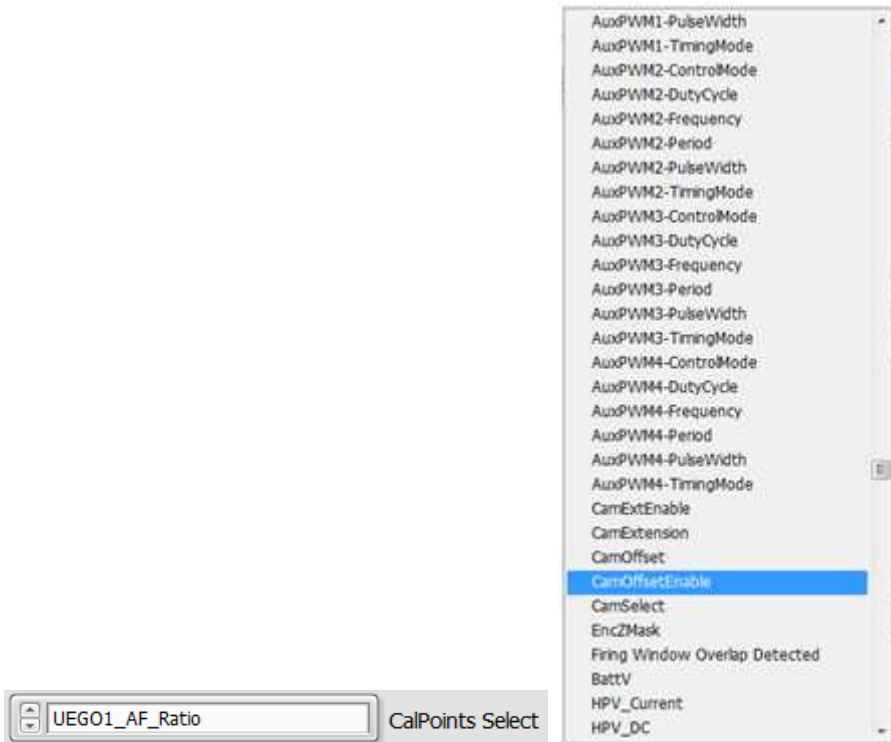 AuxPWM1-PulseWidth
AuxPWM1-TimingMode
AuxPWM2-ControlMode
AuxPWM2-DutyCycle
AuxPWM2-Frequency
AuxPWM2-Period
AuxPWM2-PulseWidth
AuxPWM2-TimingMode
AuxPWM3-ControlMode
AuxPWM3-DutyCycle
AuxPWM3-Frequency
AuxPWM3-Period
AuxPWM3-PulseWidth
AuxPWM3-TimingMode
AuxPWM4-ControlMode
AuxPWM4-DutyCycle
AuxPWM4-Frequency
AuxPWM4-Period
AuxPWM4-PulseWidth
AuxPWM4-TimingMode
CamExtEnable
CamExtension
CamOffset
CamOffsetEnable
CamSelect
EncZMask
Firing Window Overlap Detected
BattV
HPV_Current
HPV_DC
UEGO1_AF_Ratio CalPoints Select